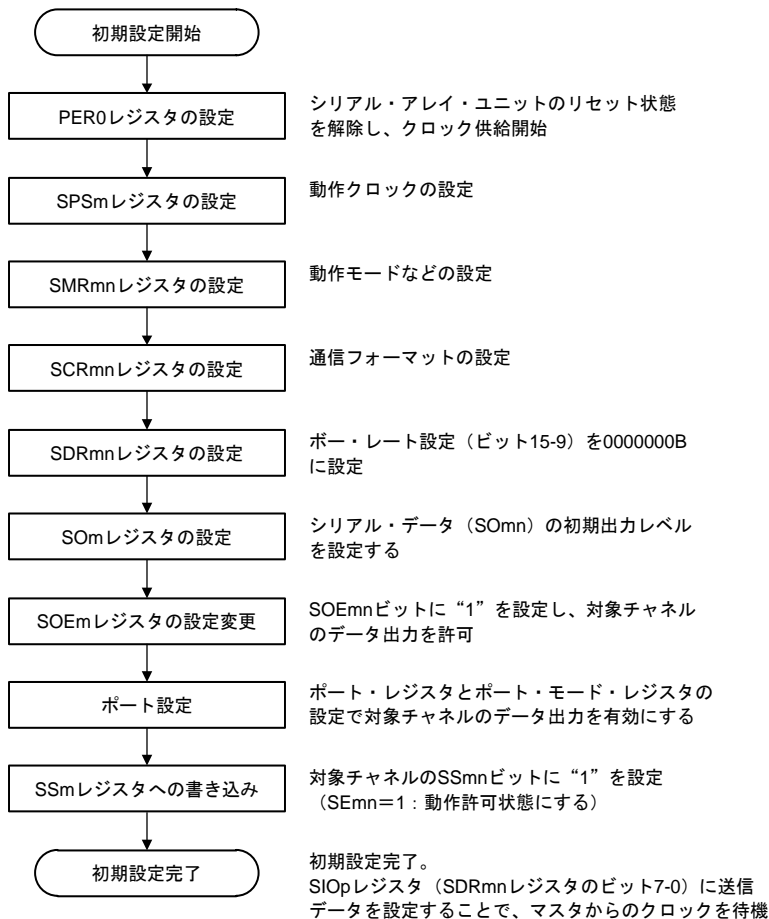 初期設定開始
PER0レジスタの設定
シリアル・アレイ・ユニットのリセット状態
を解除し、クロック供給開始
SPSmレジスタの設定
動作クロックの設定
SMRmnレジスタの設定
動作モードなどの設定
SCRmnレジスタの設定
通信フォーマットの設定
SDRmnレジスタの設定
ボー・レート設定（ビット15-9）を0000000B
に設定
SOmレジスタの設定
シリアル・データ（SOmn）の初期出力レベル
を設定する
SOEmレジスタの設定変更
SOEmnビットに“1”を設定し、対象チャネル
のデータ出力を許可
ポート設定
ポート・レジスタとポート・モード・レジスタの
設定で対象チャネルのデータ出力を有効にする
SSmレジスタへの書き込み
対象チャネルのSSmnビットに“1”を設定
（SEmn＝1：動作許可状態にする）
初期設定完了
初期設定完了。
SIOpレジスタ（SDRmnレジスタのビット7-0）に送信
データを設定することで、マスタからのクロックを待機